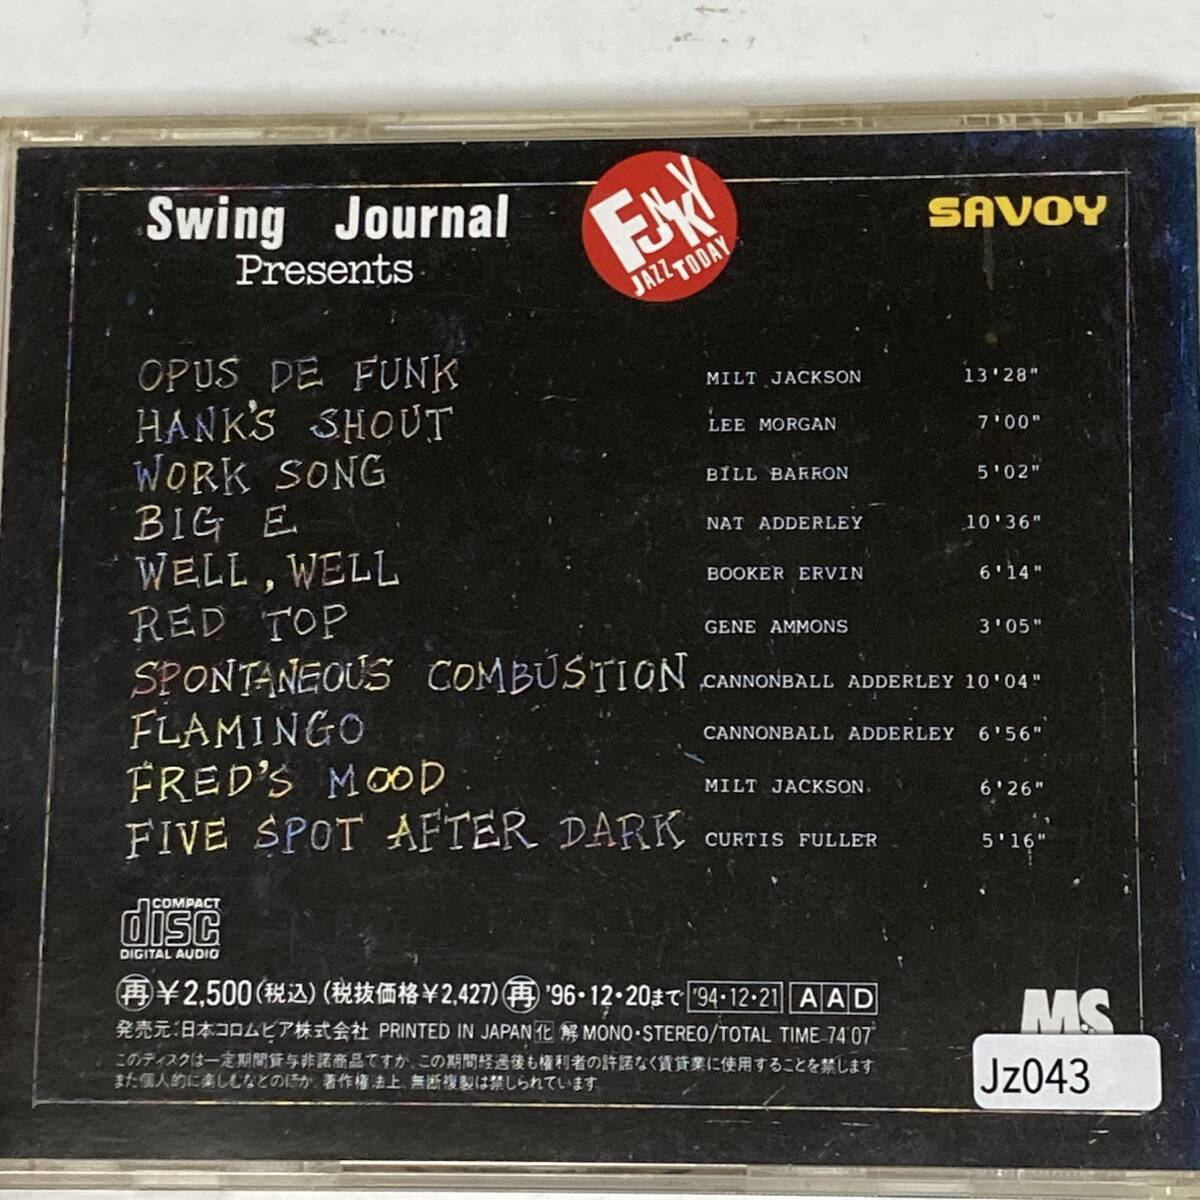 Swing Journal
Presents
FUNKY
JAZZ TODAY
SAVOY
OPUS DE FUNK MILT JACKSON 13'28"
HANK'S SHOUT LEE MORGAN 7'00"
WORK SONG BILL BARRON 5'02"
BIG E NAT ADDERLEY 10'36"
WELL, WELL BOOKER ERVIN 6'14"
RED TOP GENE AMMONS 3'05"
SPONTANEOUS COMBUSTION CANNONBALL ADDERLEY 10'04"
FLAMINGO CANNONBALL ADDERLEY 6'56"
FRED'S MOOD MILT JACKSON 6'26"
FIVE SPOT AFTER DARK CURTIS FULLER 5'16"
COMPACT
disc
DIGITAL AUDIO
再¥2,500(税込)(税抜価格¥2,427)再'96・12・20まで '94・12・21 AAD
発売元:日本コロムビア株式会社 PRINTED IN JAPAN 化 解 MONO・STEREO/TOTAL TIME 74'07
このディスクは一定期間貸与非許諾商品ですが、この期間経過後も権利者の許諾なく賃貸業に使用することを禁します
また個人的に楽しむなどのほか、著作権法上、無断複製は禁じられています。
MS
Jz043